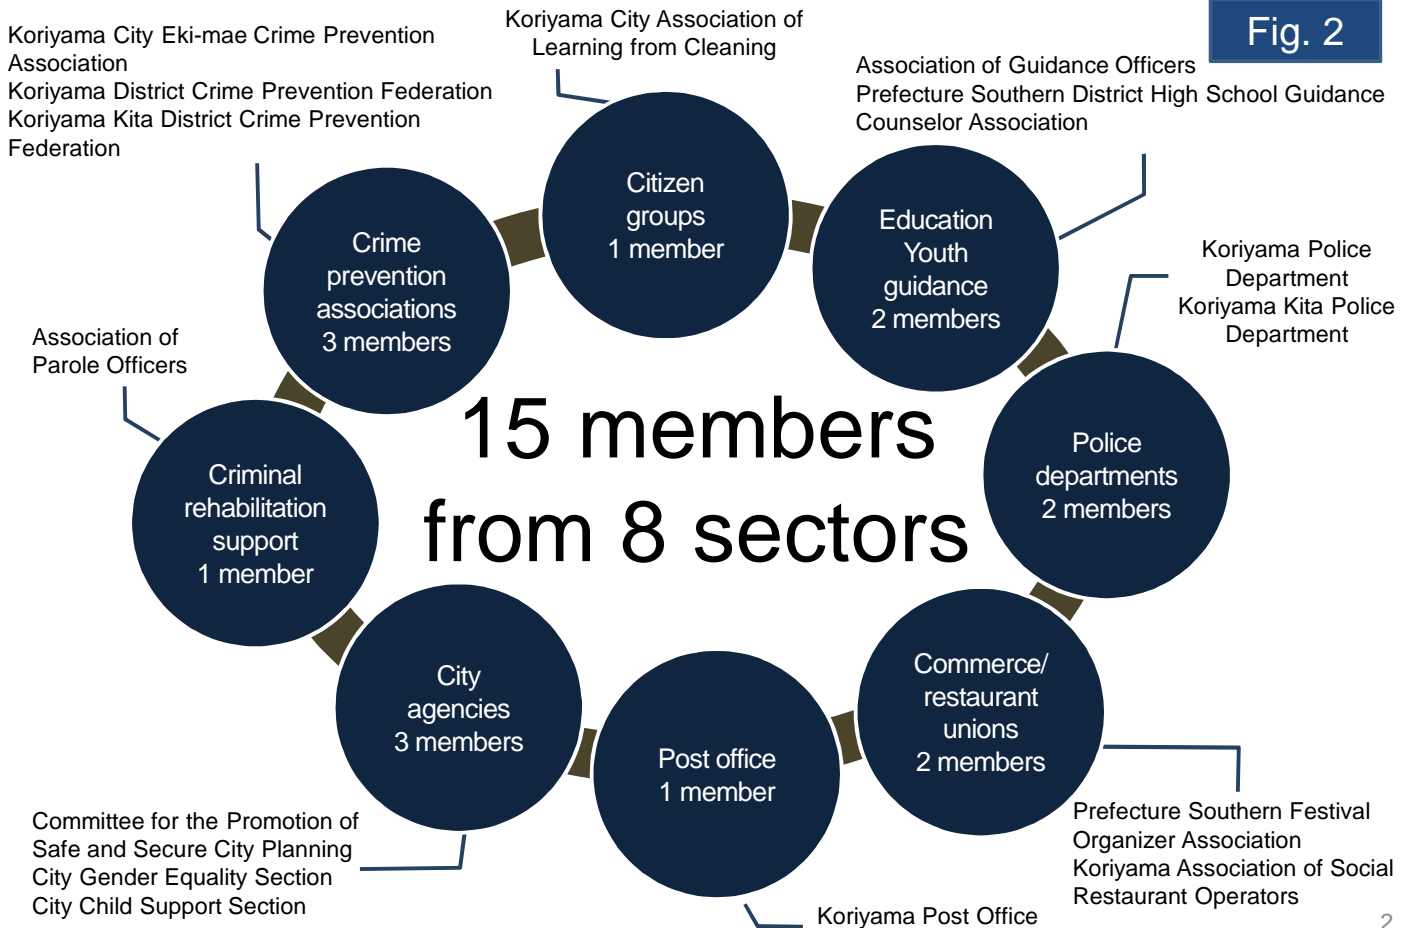 Fig. 2
Koriyama City Eki-mae Crime Prevention
Association
Koriyama District Crime Prevention Federation
Koriyama Kita District Crime Prevention
Federation
Koriyama City Association of
Learning from Cleaning
Association of Guidance Officers
Prefecture Southern District High School Guidance
Counselor Association
Citizen
groups
1 member
Education
Youth
guidance
2 members
Crime
prevention
associations
3 members
Koriyama Police
Department
Koriyama Kita Police
Department
Association of
Parole Officers
15 members
from 8 sectors
Police
departments
2 members
Criminal
rehabilitation
support
1 member
City
agencies
3 members
Post office
1 member
Commerce/
restaurant
unions
2 members
Committee for the Promotion of
Safe and Secure City Planning
City Gender Equality Section
City Child Support Section
Prefecture Southern Festival
Organizer Association
Koriyama Association of Social
Restaurant Operators
Koriyama Post Office
2